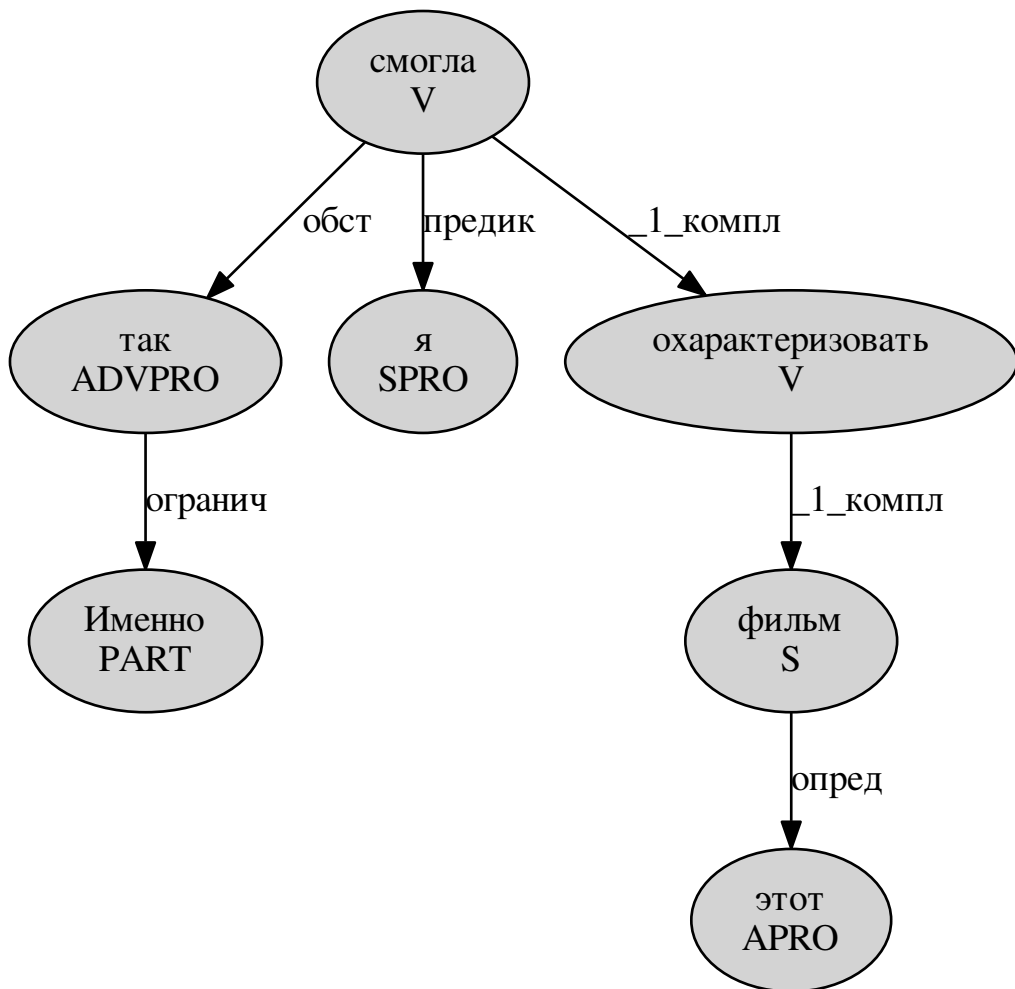 смогла
V
обст
предик
_1_компл
так
ADVPRO
я
SPRO
охарактеризовать
V
огранич
_1_компл
Именно
PART
фильм
S
опред
этот
APRO